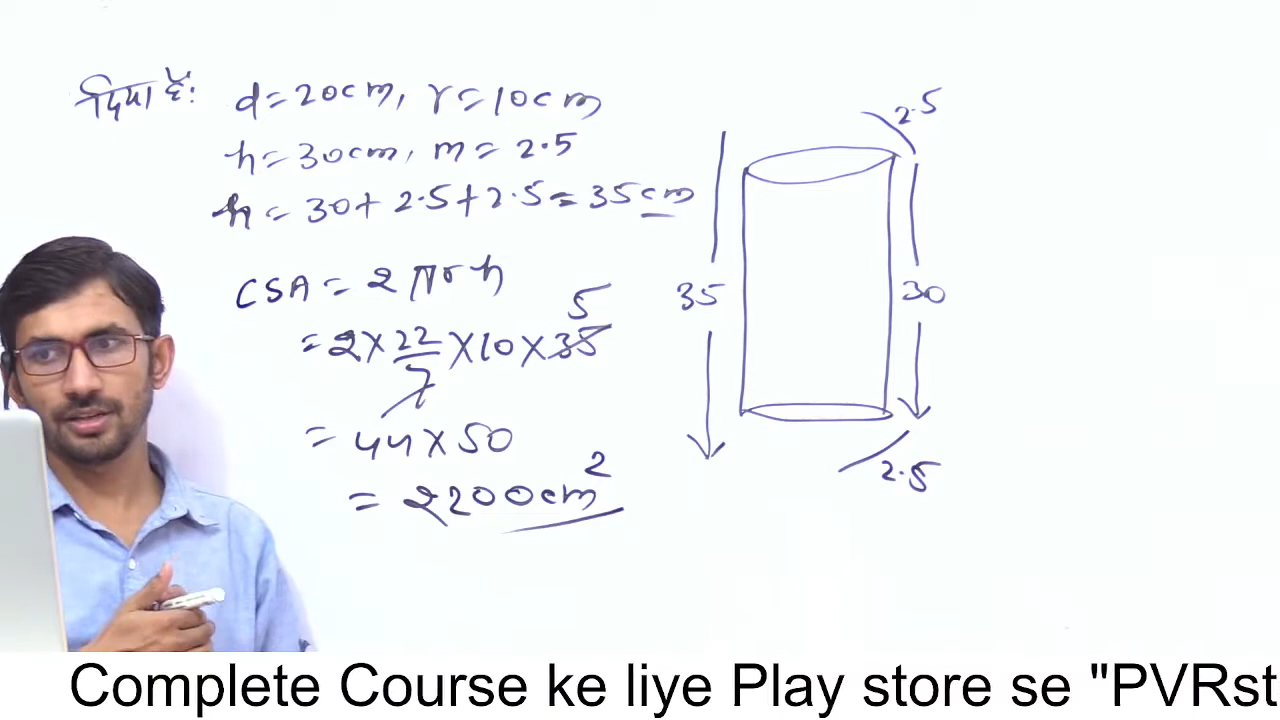 दिया है: d=20cm, r=10cm
h=30cm, m=2.5
h=30+2.5+2.5=35cm
CSA=2πrh
5
=2×22/7×10×35
=44×50
=2200cm²
2.5
35
30
2.5
Complete Course ke liye Play store se "PVRst